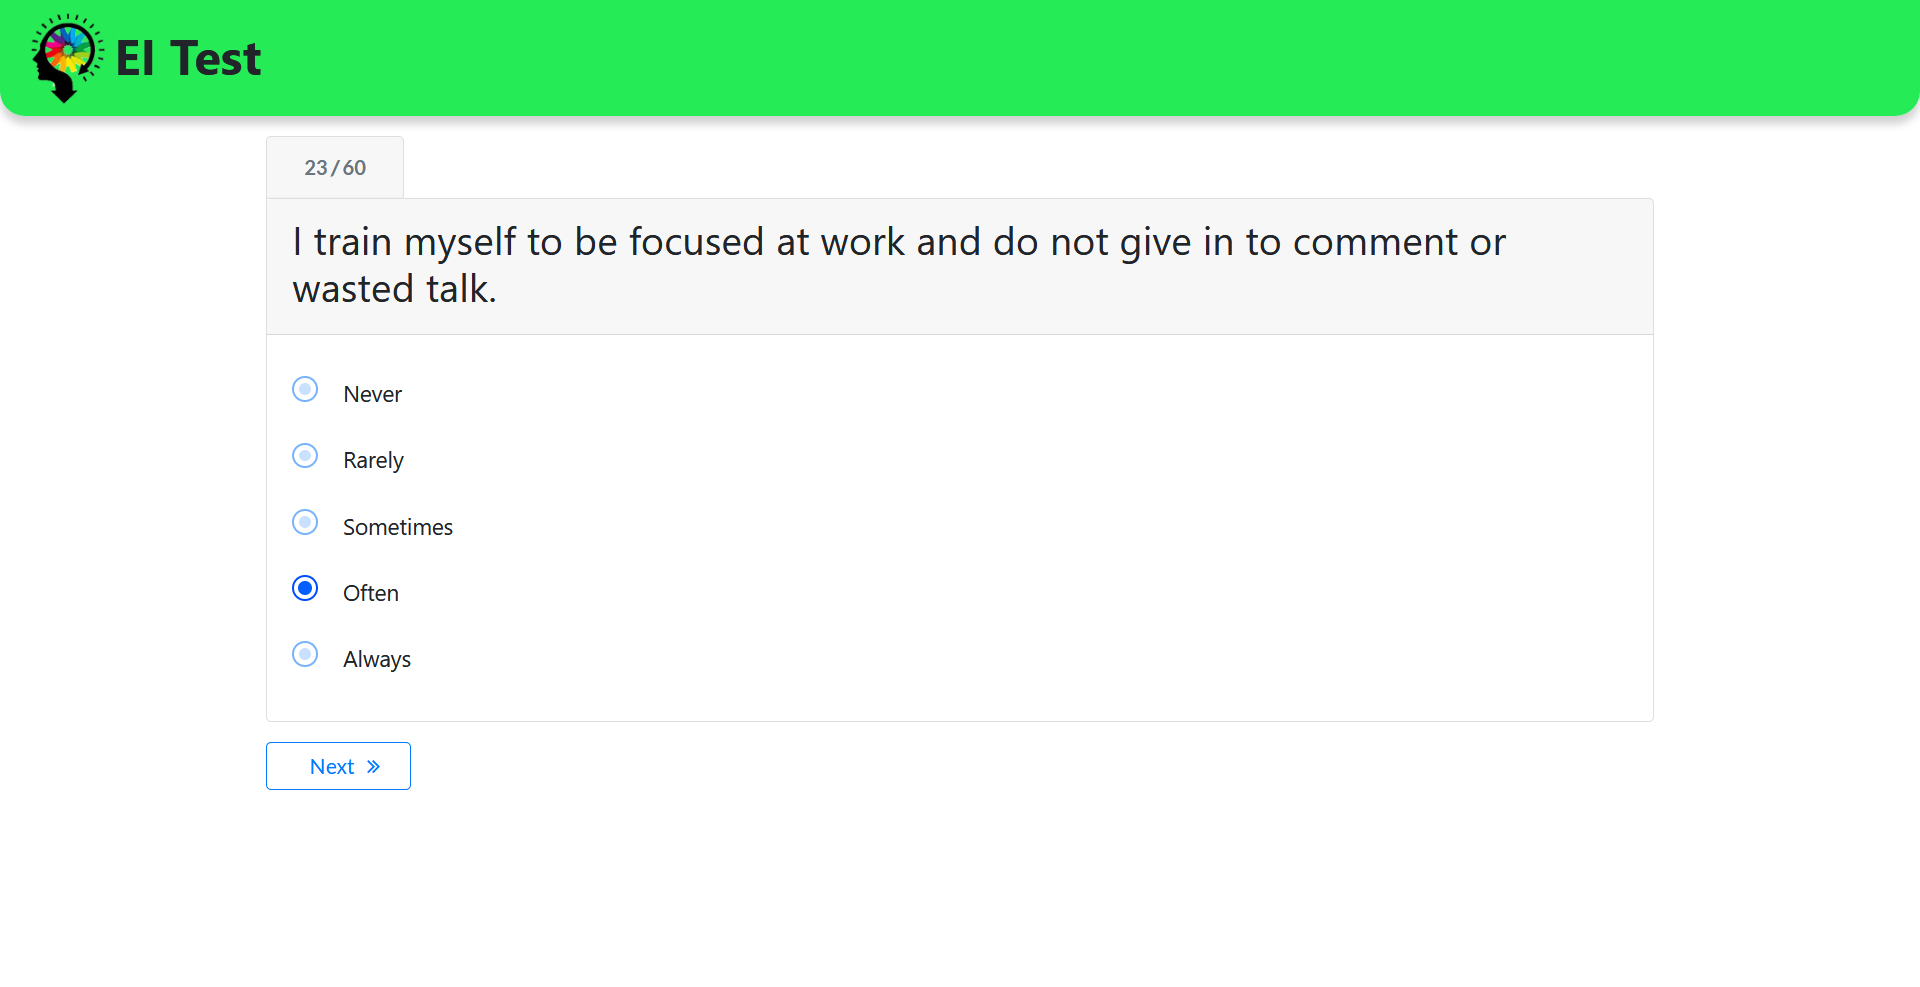 EI Test
23/60
I train myself to be focused at work and do not give in to comment or
wasted talk.
Never
Rarely
Sometimes
Often
Always
Next »